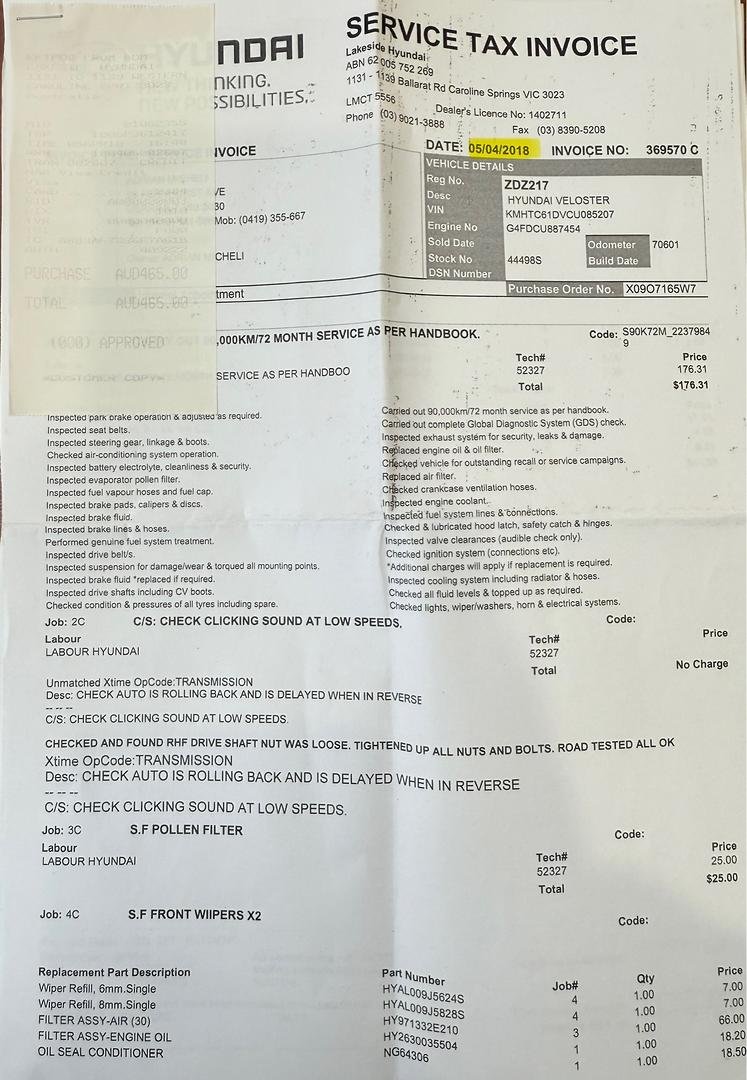 SERVICE TAX INVOICE
YUNDAI
NKING.
SSIBILITIES.
Lakeside Hyundai
ABN 62 005 752 269
1131 - 1139 Ballarat Rd Caroline Springs VIC 3023
LMCT 5556
Dealer's Licence No: 1402711
Phone (03) 9021-3888
Fax (03) 8390-5208
DATE: 05/04/2018 INVOICE NO: 369570 C
VOICE
VEHICLE DETAILS
Reg No. ZDZ217
Desc HYUNDAI VELOSTER
VIN KMHTC61DVCU085207
Engine No G4FDCU887454
Sold Date Odometer 70601
Stock No 44498S Build Date
DSN Number
Purchase Order No. X09O7165W7
VE
30
Mob: (0419) 355-667
CHELI
tment
PURCHASE AUD465.00
TOTAL AUD465.00
(000) APPROVED
*CUSTOMER COPY*
,000KM/72 MONTH SERVICE AS PER HANDBOOK. Code: S90K72M_2237984
9
Tech# Price
SERVICE AS PER HANDBOO 52327 176.31
Total $176.31
Inspected park brake operation & adjusted as required.
Inspected seat belts.
Inspected steering gear, linkage & boots.
Checked air-conditioning system operation.
Inspected battery electrolyte, cleanliness & security.
Inspected evaporator pollen filter.
Inspected fuel vapour hoses and fuel cap.
Inspected brake pads, calipers & discs.
Inspected brake fluid.
Inspected brake lines & hoses.
Performed genuine fuel system treatment.
Inspected drive belt/s.
Inspected suspension for damage/wear & torqued all mounting points.
Inspected brake fluid *replaced if required.
Inspected drive shafts including CV boots.
Checked condition & pressures of all tyres including spare.
Carried out 90,000km/72 month service as per handbook.
Carried out complete Global Diagnostic System (GDS) check.
Inspected exhaust system for security, leaks & damage.
Replaced engine oil & oil filter.
Checked vehicle for outstanding recall or service campaigns.
Replaced air filter.
Checked crankcase ventilation hoses.
Inspected engine coolant.
Inspected fuel system lines & connections.
Checked & lubricated hood latch, safety catch & hinges.
Inspected valve clearances (audible check only).
Checked ignition system (connections etc).
*Additional charges will apply if replacement is required.
Inspected cooling system including radiator & hoses.
Checked all fluid levels & topped up as required.
Checked lights, wiper/washers, horn & electrical systems.
Job: 2C C/S: CHECK CLICKING SOUND AT LOW SPEEDS, Code:
Labour Tech# Price
LABOUR HYUNDAI 52327
Total No Charge
Unmatched Xtime OpCode:TRANSMISSION
Desc: CHECK AUTO IS ROLLING BACK AND IS DELAYED WHEN IN REVERSE
-- -- --
C/S: CHECK CLICKING SOUND AT LOW SPEEDS.
CHECKED AND FOUND RHF DRIVE SHAFT NUT WAS LOOSE. TIGHTENED UP ALL NUTS AND BOLTS. ROAD TESTED ALL OK
Xtime OpCode:TRANSMISSION
Desc: CHECK AUTO IS ROLLING BACK AND IS DELAYED WHEN IN REVERSE
-- -- --
C/S: CHECK CLICKING SOUND AT LOW SPEEDS.
Job: 3C S.F POLLEN FILTER Code:
Labour Tech# Price
LABOUR HYUNDAI 52327 25.00
Total $25.00
Job: 4C S.F FRONT WIIPERS X2 Code:
Replacement Part Description Part Number Job# Qty Price
Wiper Refill, 6mm.Single HYAL009J5624S 4 1.00 7.00
Wiper Refill, 8mm.Single HYAL009J5828S 4 1.00 7.00
FILTER ASSY-AIR (30) HY971332E210 3 1.00 66.00
FILTER ASSY-ENGINE OIL HY2630035504 1 1.00 18.20
OIL SEAL CONDITIONER NG64306 1 1.00 18.50